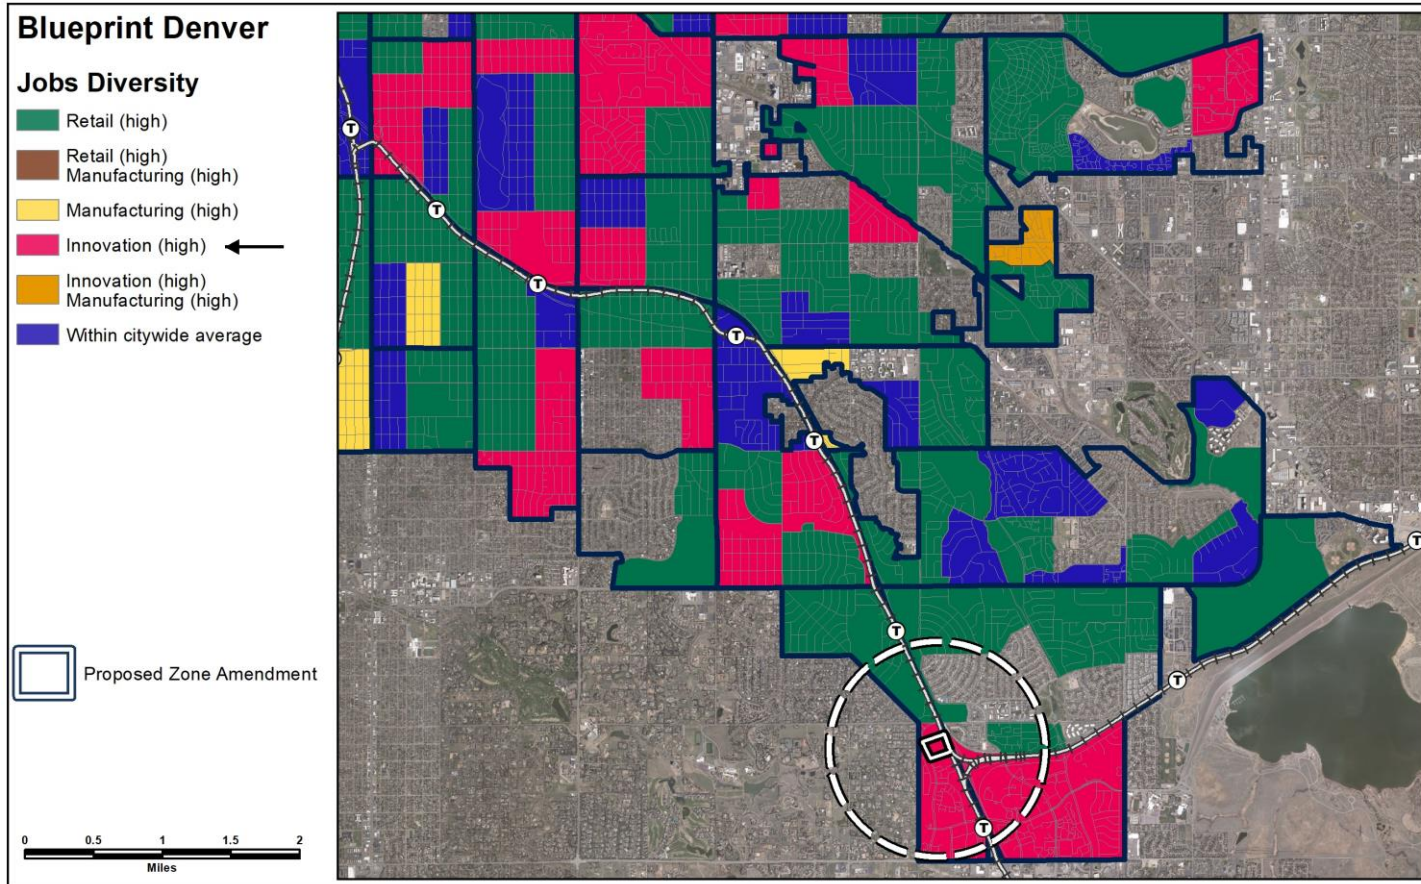 Blueprint Denver
Jobs Diversity
Retail (high)
Retail (high)
Manufacturing (high)
Manufacturing (high)
Innovation (high)
Innovation (high)
Manufacturing (high)
Within citywide average
Proposed Zone Amendment
0 0.5 1 1.5 2
Miles
T
T
T
T
T
T
T
T
T